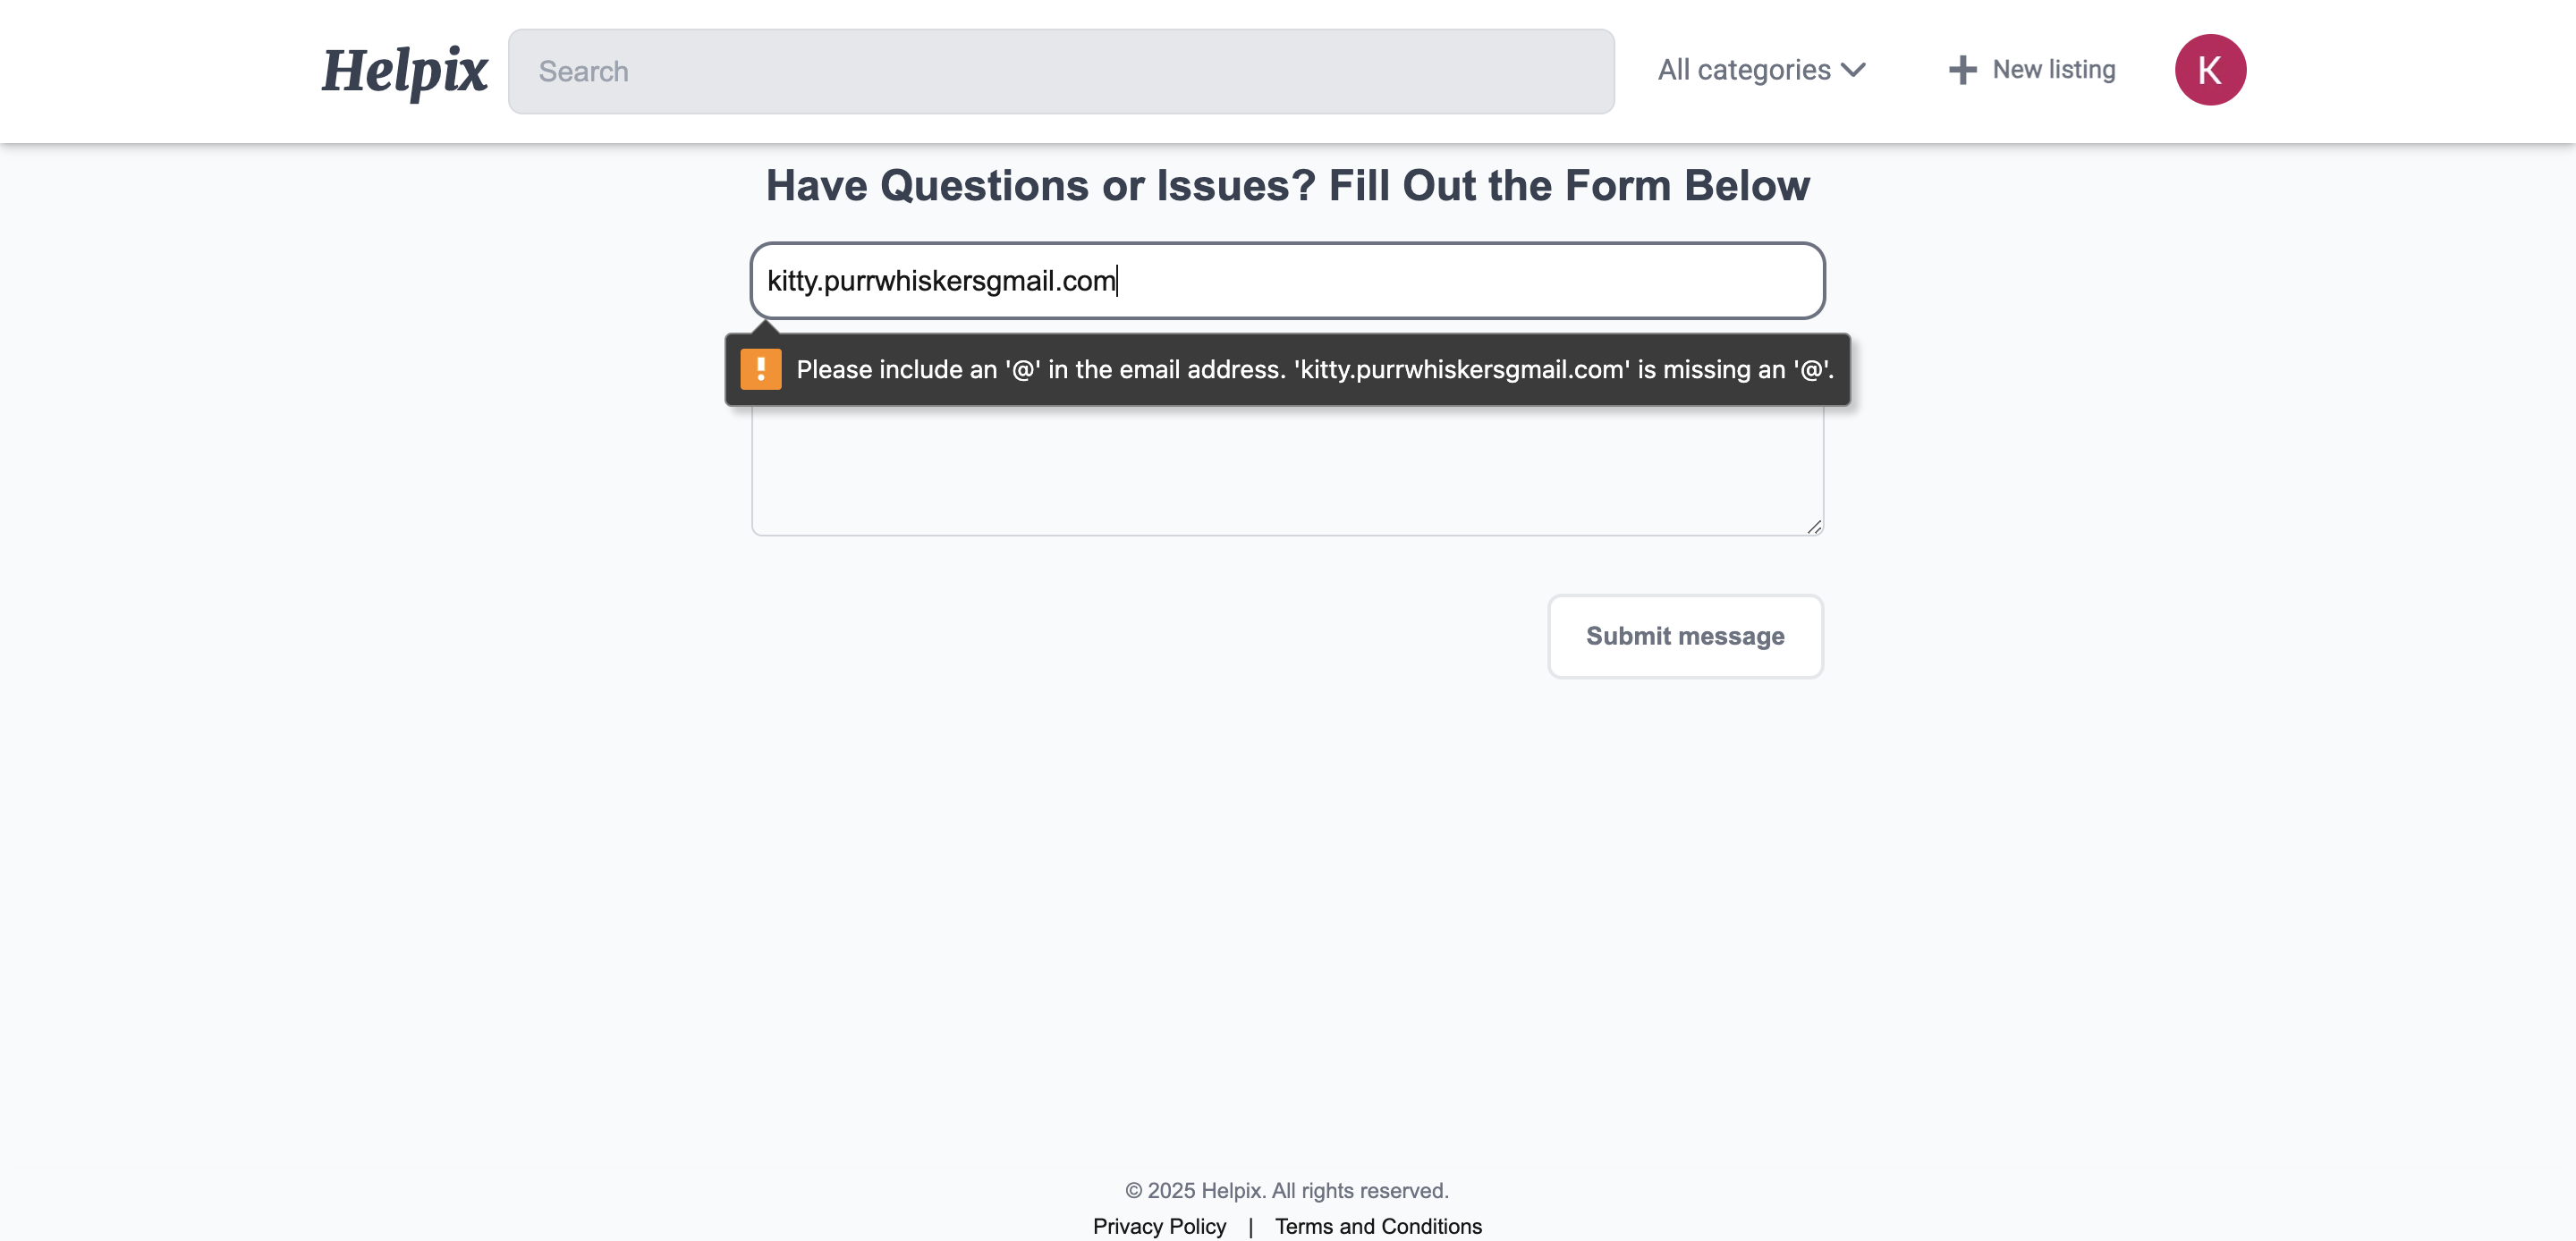 Helpix
Search
All categories
New listing
K
Have Questions or Issues? Fill Out the Form Below
kitty.purrwhiskersgmail.com
Please include an '@' in the email address. 'kitty.purrwhiskersgmail.com' is missing an '@'.
Submit message
© 2025 Helpix. All rights reserved.
Privacy Policy | Terms and Conditions